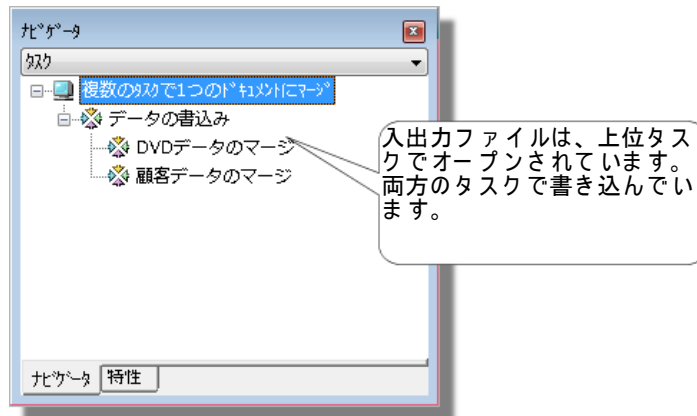 ﾅﾋﾞｹﾞｰﾀ
ﾀｽｸ
複数のﾀｽｸで1つのﾄﾞｷｭﾒﾝﾄにﾏｰｼﾞ
データの書込み
DVDデータのマージ
顧客データのマージ
入出力ファイルは、上位タス
クでオープンされています。
両方のタスクで書き込んでい
ます。
ﾅﾋﾞｹﾞｰﾀ 特性